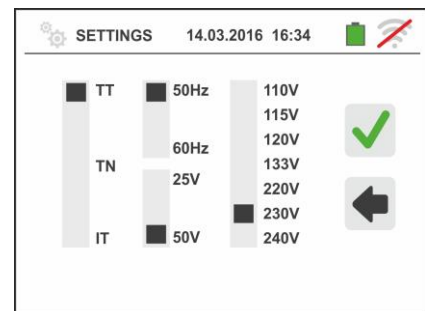 SETTINGS 14.03.2016 16:34
TT 50Hz 110V
115V
60Hz 120V
TN 133V
25V 220V
230V
IT 50V 240V